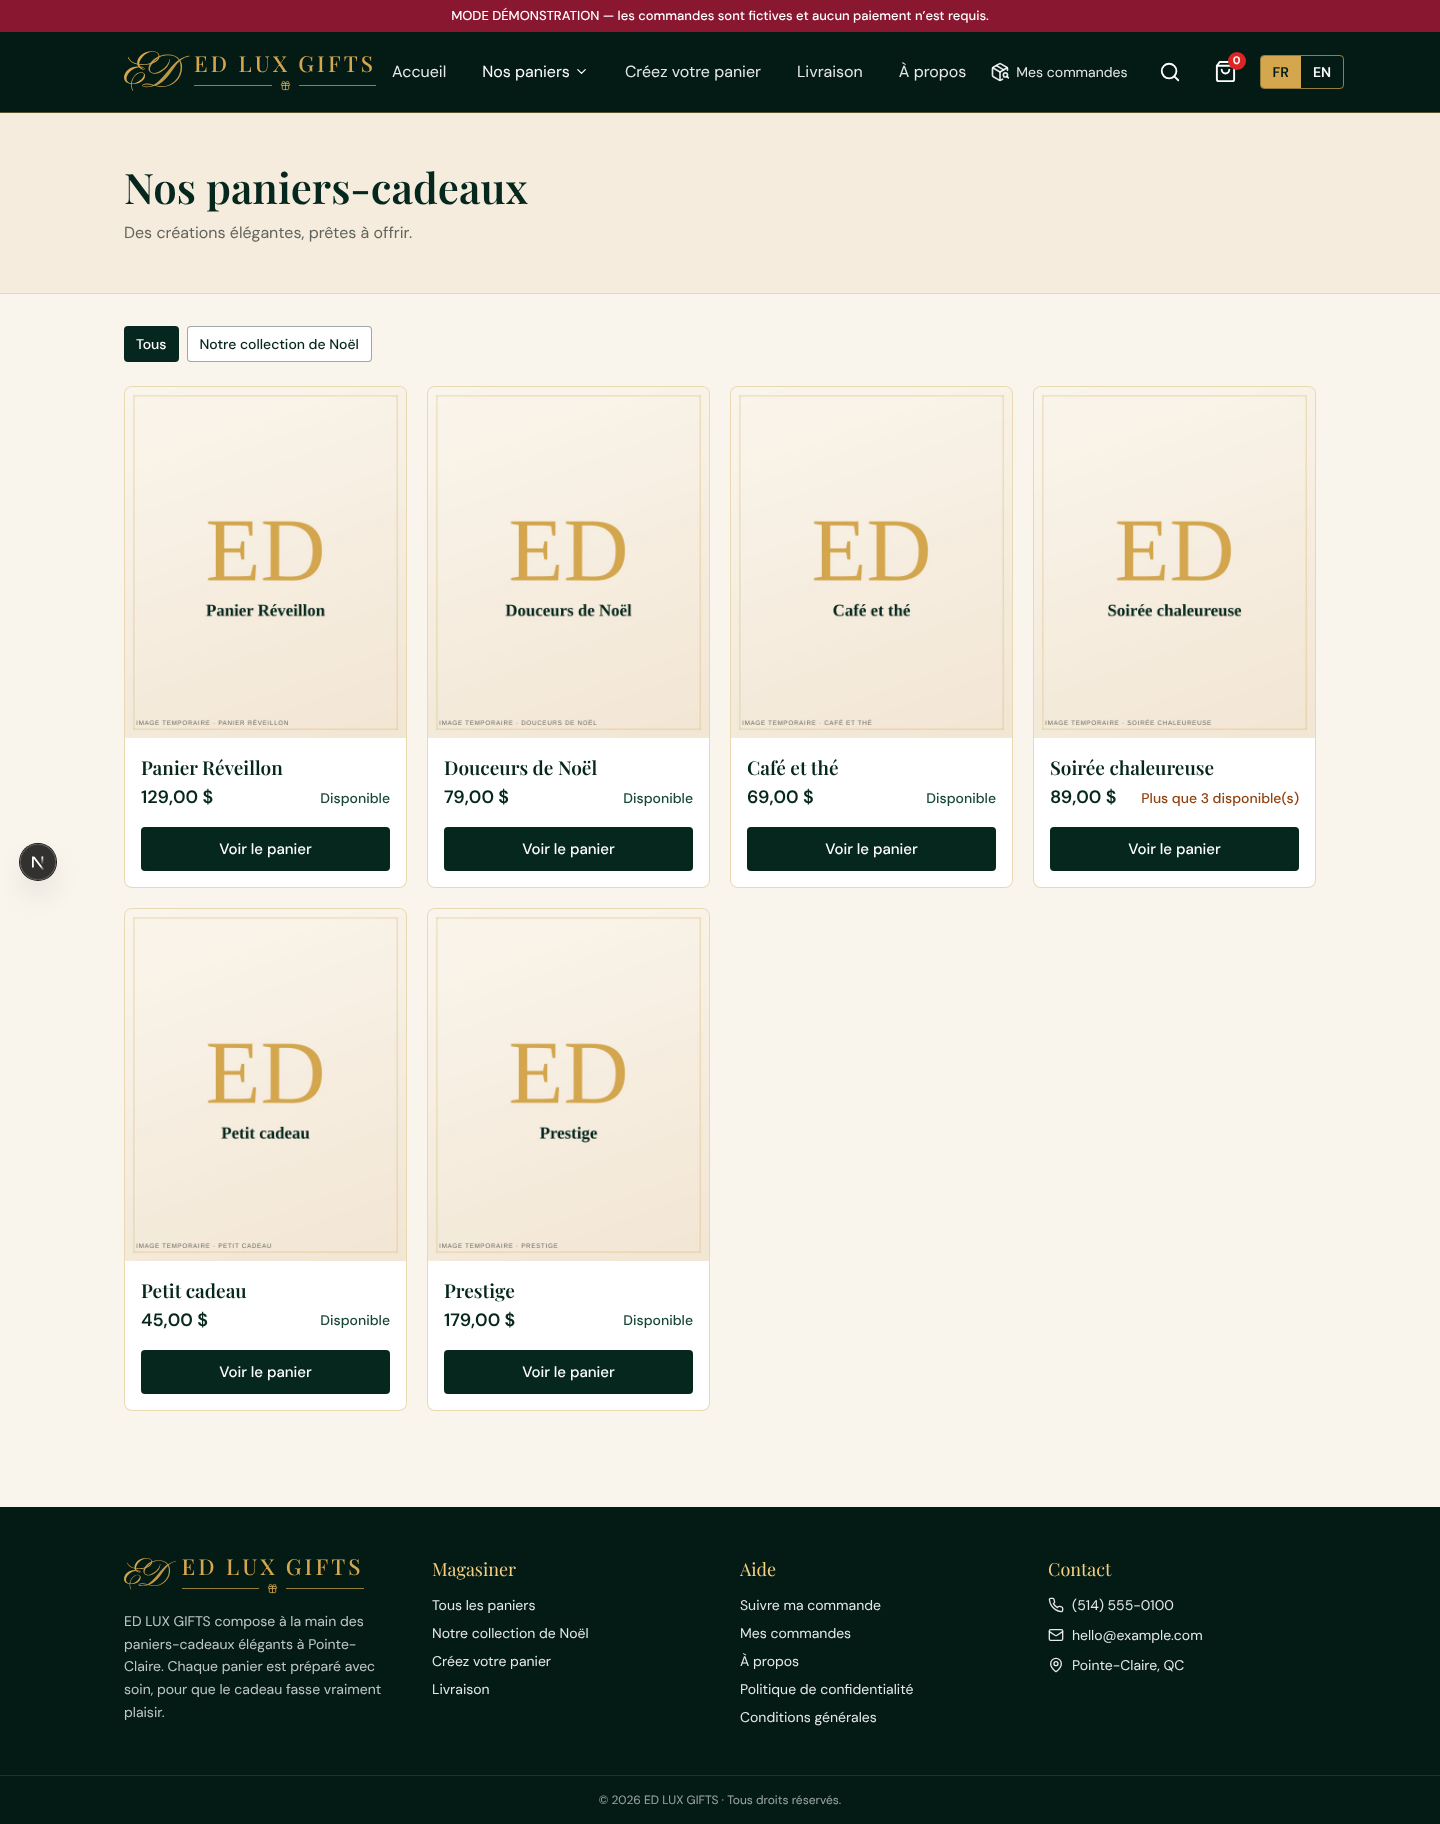 MODE DÉMONSTRATION — les commandes sont fictives et aucun paiement n’est requis.
ED ED LUX GIFTS
Accueil
Nos paniers
Créez votre panier
Livraison
À propos
Mes commandes
0
FR
EN
Nos paniers-cadeaux
Des créations élégantes, prêtes à offrir.
Tous
Notre collection de Noël
ED
Panier Réveillon
IMAGE TEMPORAIRE · PANIER RÉVEILLON
Panier Réveillon
129,00 $
Disponible
Voir le panier
ED
Douceurs de Noël
IMAGE TEMPORAIRE · DOUCEURS DE NOËL
Douceurs de Noël
79,00 $
Disponible
Voir le panier
ED
Café et thé
IMAGE TEMPORAIRE · CAFÉ ET THÉ
Café et thé
69,00 $
Disponible
Voir le panier
ED
Soirée chaleureuse
IMAGE TEMPORAIRE · SOIRÉE CHALEUREUSE
Soirée chaleureuse
89,00 $
Plus que 3 disponible(s)
Voir le panier
N
ED
Petit cadeau
IMAGE TEMPORAIRE · PETIT CADEAU
Petit cadeau
45,00 $
Disponible
Voir le panier
ED
Prestige
IMAGE TEMPORAIRE · PRESTIGE
Prestige
179,00 $
Disponible
Voir le panier
ED ED LUX GIFTS
ED LUX GIFTS compose à la main des
paniers-cadeaux élégants à Pointe-
Claire. Chaque panier est préparé avec
soin, pour que le cadeau fasse vraiment
plaisir.
Magasiner
Tous les paniers
Notre collection de Noël
Créez votre panier
Livraison
Aide
Suivre ma commande
Mes commandes
À propos
Politique de confidentialité
Conditions générales
Contact
(514) 555-0100
hello@example.com
Pointe-Claire, QC
© 2026 ED LUX GIFTS · Tous droits réservés.